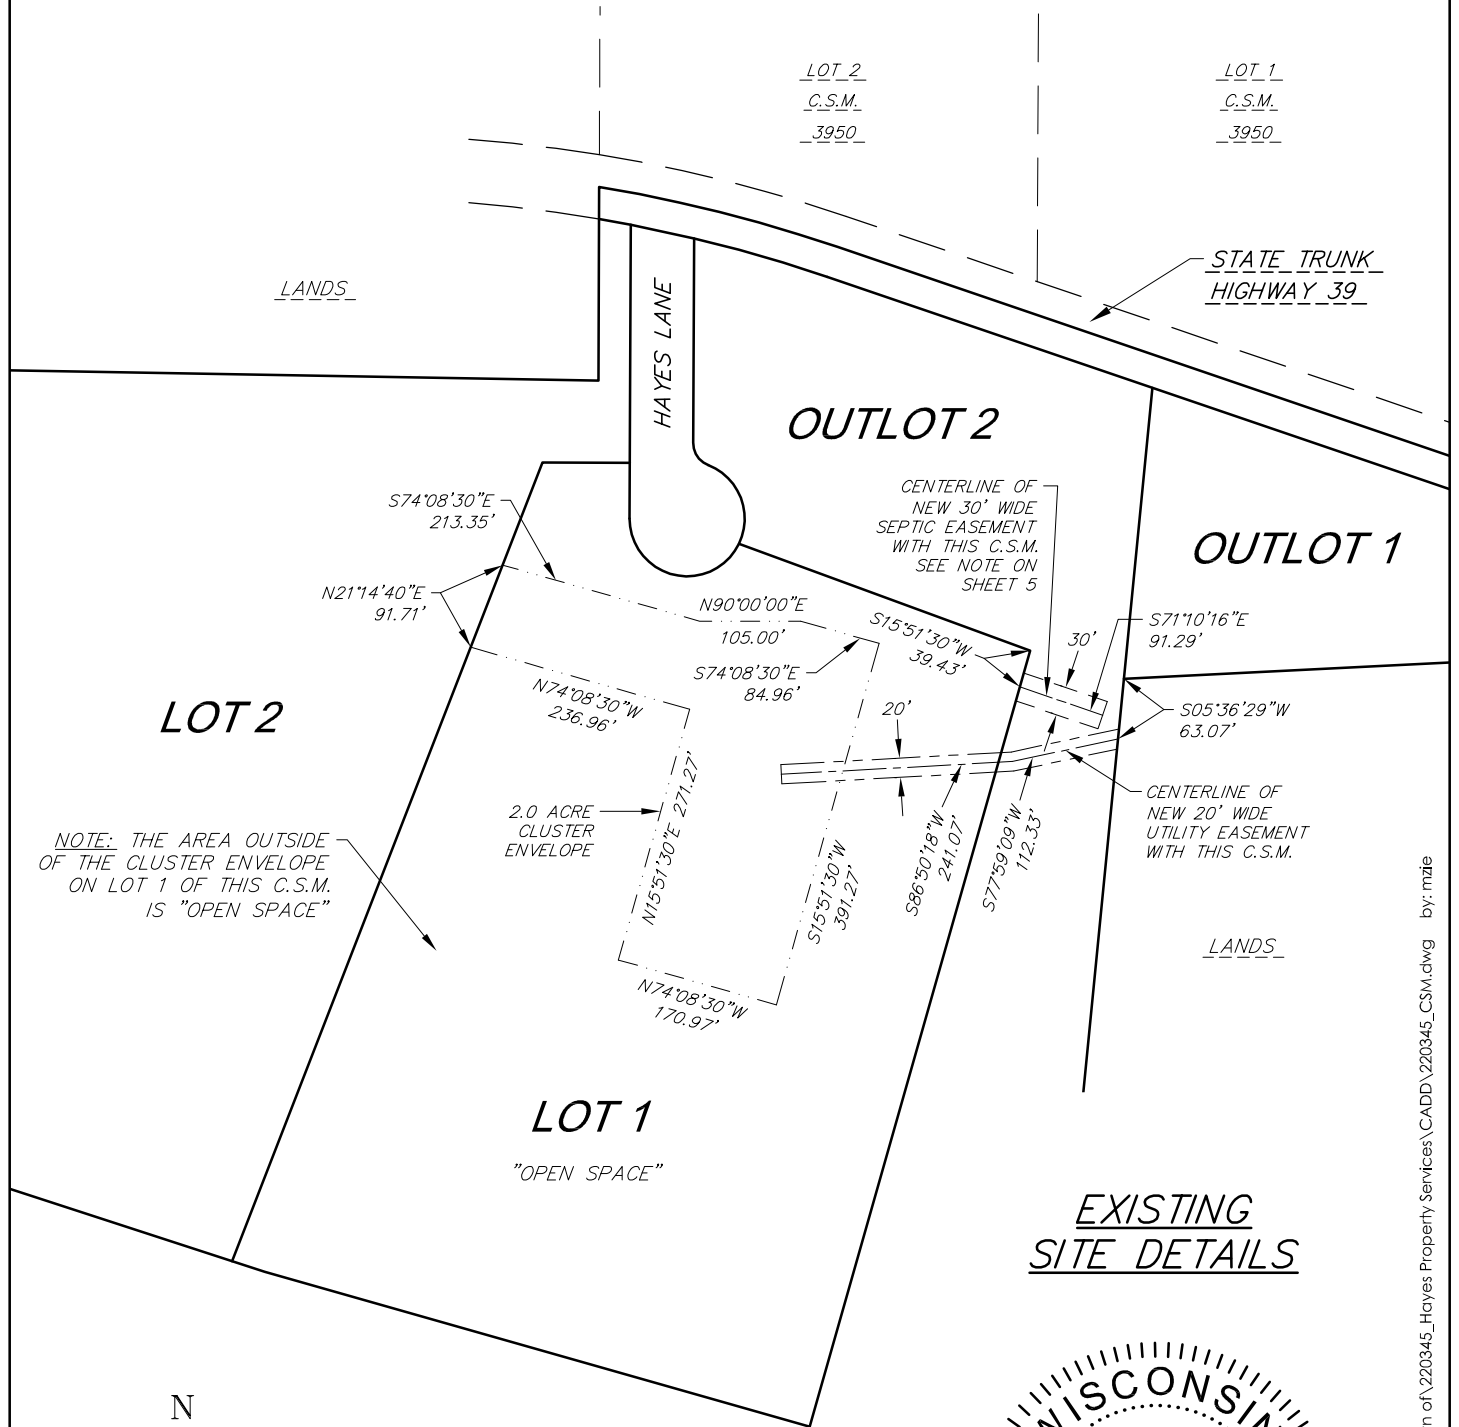 LOT 2
C.S.M.
3950
LOT 1
C.S.M.
3950
STATE TRUNK
HIGHWAY 39
LANDS
HAYES LANE
OUTLOT 2
S74°08'30"E
213.35'
CENTERLINE OF
NEW 30' WIDE
SEPTIC EASEMENT
WITH THIS C.S.M.
SEE NOTE ON
SHEET 5
OUTLOT 1
N21°14'40"E
91.71'
N90°00'00"E
105.00'
S15°51'30"W
39.43'
30'
S71°10'16"E
91.29'
S74°08'30"E
84.96'
N74°08'30"W
236.96'
LOT 2
20'
S05°36'29"W
63.07'
2.0 ACRE
CLUSTER
ENVELOPE
N15°51'30"E 271.27'
S15°51'30"W
391.27'
S86°50'18"W
241.07'
S77°59'09"W
112.33'
CENTERLINE OF
NEW 20' WIDE
UTILITY EASEMENT
WITH THIS C.S.M.
NOTE: THE AREA OUTSIDE
OF THE CLUSTER ENVELOPE
ON LOT 1 OF THIS C.S.M.
IS "OPEN SPACE"
LANDS
N74°08'30"W
170.97'
LOT 1
"OPEN SPACE"
EXISTING
SITE DETAILS
WISCONSIN
N
n of\220345_Hayes Property Services\CADD\220345_CSM.dwg by: mzie